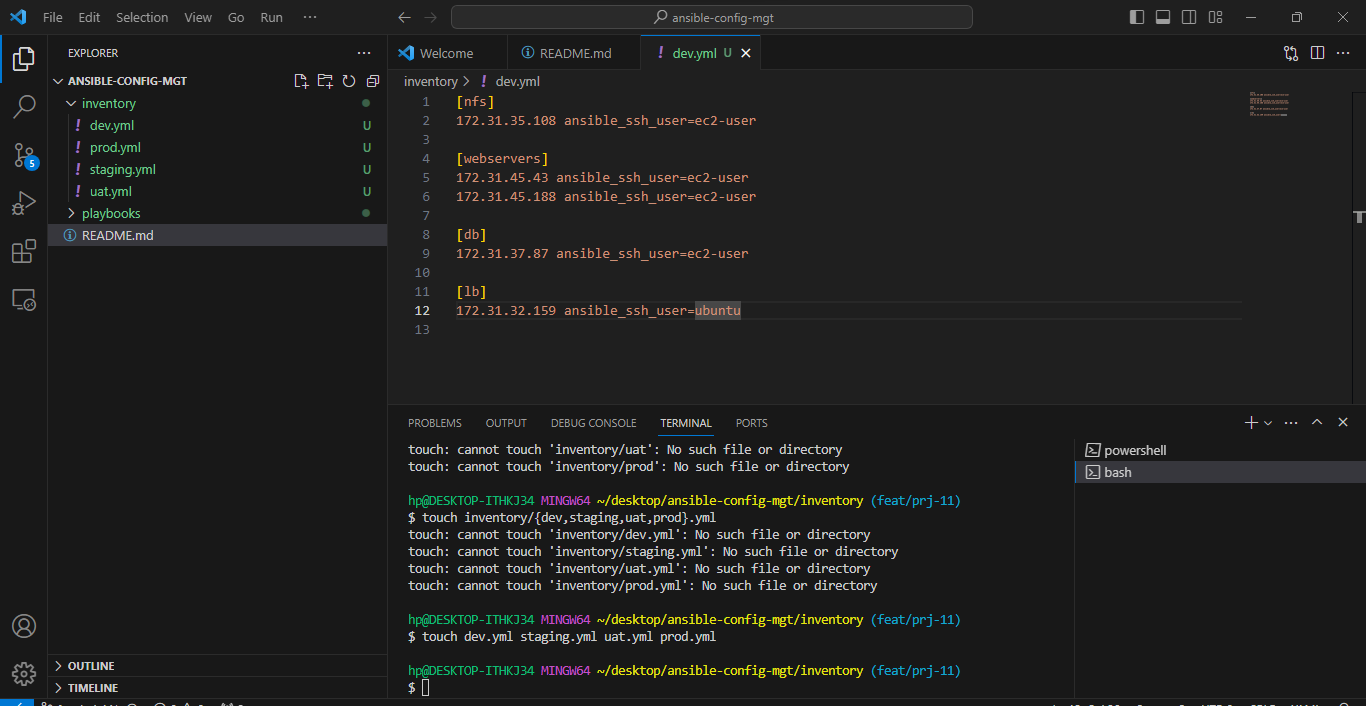 File Edit Selection View Go Run ··· ansible-config-mgt
EXPLORER ···
ANSIBLE-CONFIG-MGT
inventory
dev.yml U
prod.yml U
staging.yml U
uat.yml U
playbooks
README.md
5
OUTLINE
TIMELINE
Welcome README.md dev.yml U
inventory > dev.yml
1 [nfs]
2 172.31.35.108 ansible_ssh_user=ec2-user
3
4 [webservers]
5 172.31.45.43 ansible_ssh_user=ec2-user
6 172.31.45.188 ansible_ssh_user=ec2-user
7
8 [db]
9 172.31.37.87 ansible_ssh_user=ec2-user
10
11 [lb]
12 172.31.32.159 ansible_ssh_user=ubuntu
13
PROBLEMS OUTPUT DEBUG CONSOLE TERMINAL PORTS
touch: cannot touch 'inventory/uat': No such file or directory
touch: cannot touch 'inventory/prod': No such file or directory
hp@DESKTOP-ITHKJ34 MINGW64 ~/desktop/ansible-config-mgt/inventory (feat/prj-11)
$ touch inventory/{dev,staging,uat,prod}.yml
touch: cannot touch 'inventory/dev.yml': No such file or directory
touch: cannot touch 'inventory/staging.yml': No such file or directory
touch: cannot touch 'inventory/uat.yml': No such file or directory
touch: cannot touch 'inventory/prod.yml': No such file or directory
hp@DESKTOP-ITHKJ34 MINGW64 ~/desktop/ansible-config-mgt/inventory (feat/prj-11)
$ touch dev.yml staging.yml uat.yml prod.yml
hp@DESKTOP-ITHKJ34 MINGW64 ~/desktop/ansible-config-mgt/inventory (feat/prj-11)
$
powershell
bash